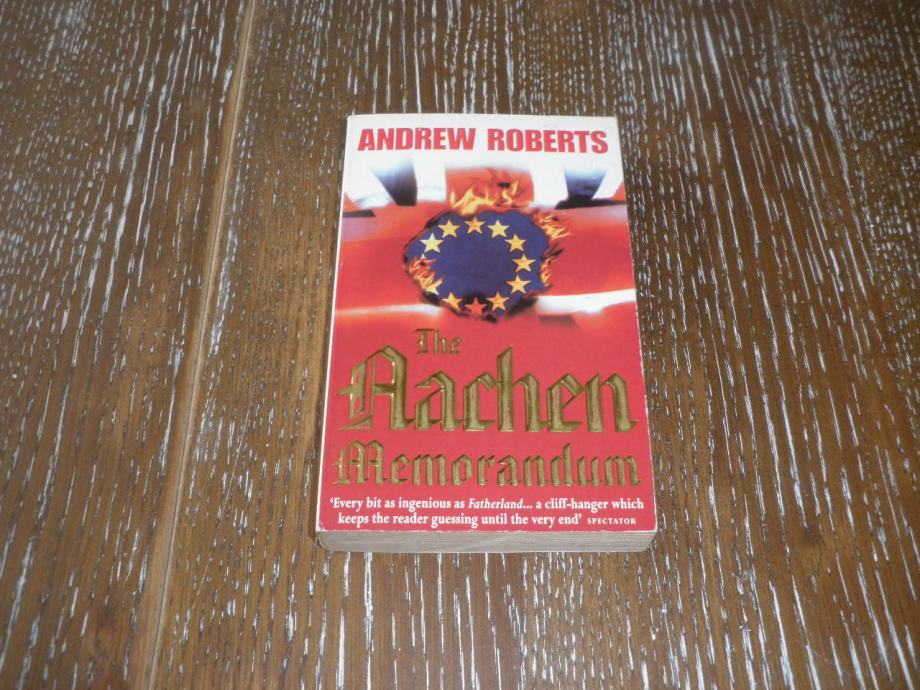 ANDREW ROBERTS
The
Aachen
Memorandum
'Every bit as ingenious as Fatherland... a cliff-hanger which
keeps the reader guessing until the very end' SPECTATOR